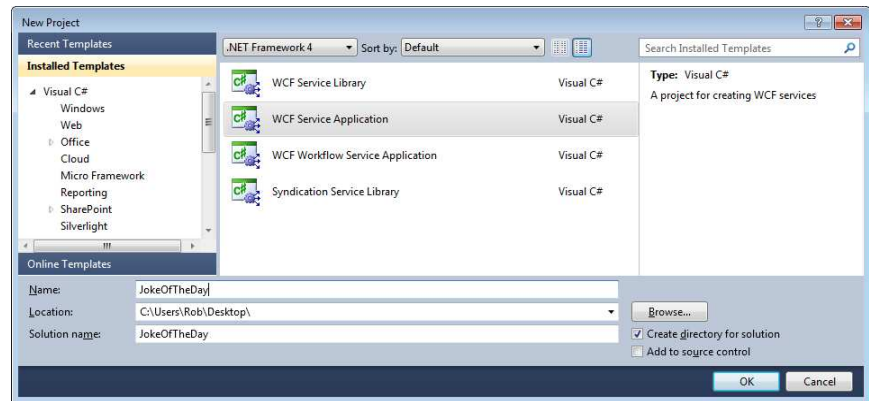 New Project
Recent Templates
Installed Templates
Visual C#
Windows
Web
Office
Cloud
Micro Framework
Reporting
SharePoint
Silverlight
Online Templates
.NET Framework 4
Sort by: Default
WCF Service Library Visual C#
WCF Service Application Visual C#
WCF Workflow Service Application Visual C#
Syndication Service Library Visual C#
Search Installed Templates
Type: Visual C#
A project for creating WCF services
Name: JokeOfTheDay
Location: C:\Users\Rob\Desktop\
Browse...
Solution name: JokeOfTheDay
Create directory for solution
Add to source control
OK Cancel